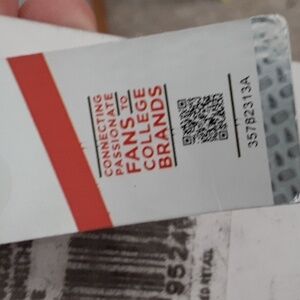 CONNECTING
PASSIONATE
FANS TO
COLLEGE
BRANDS
35782313A